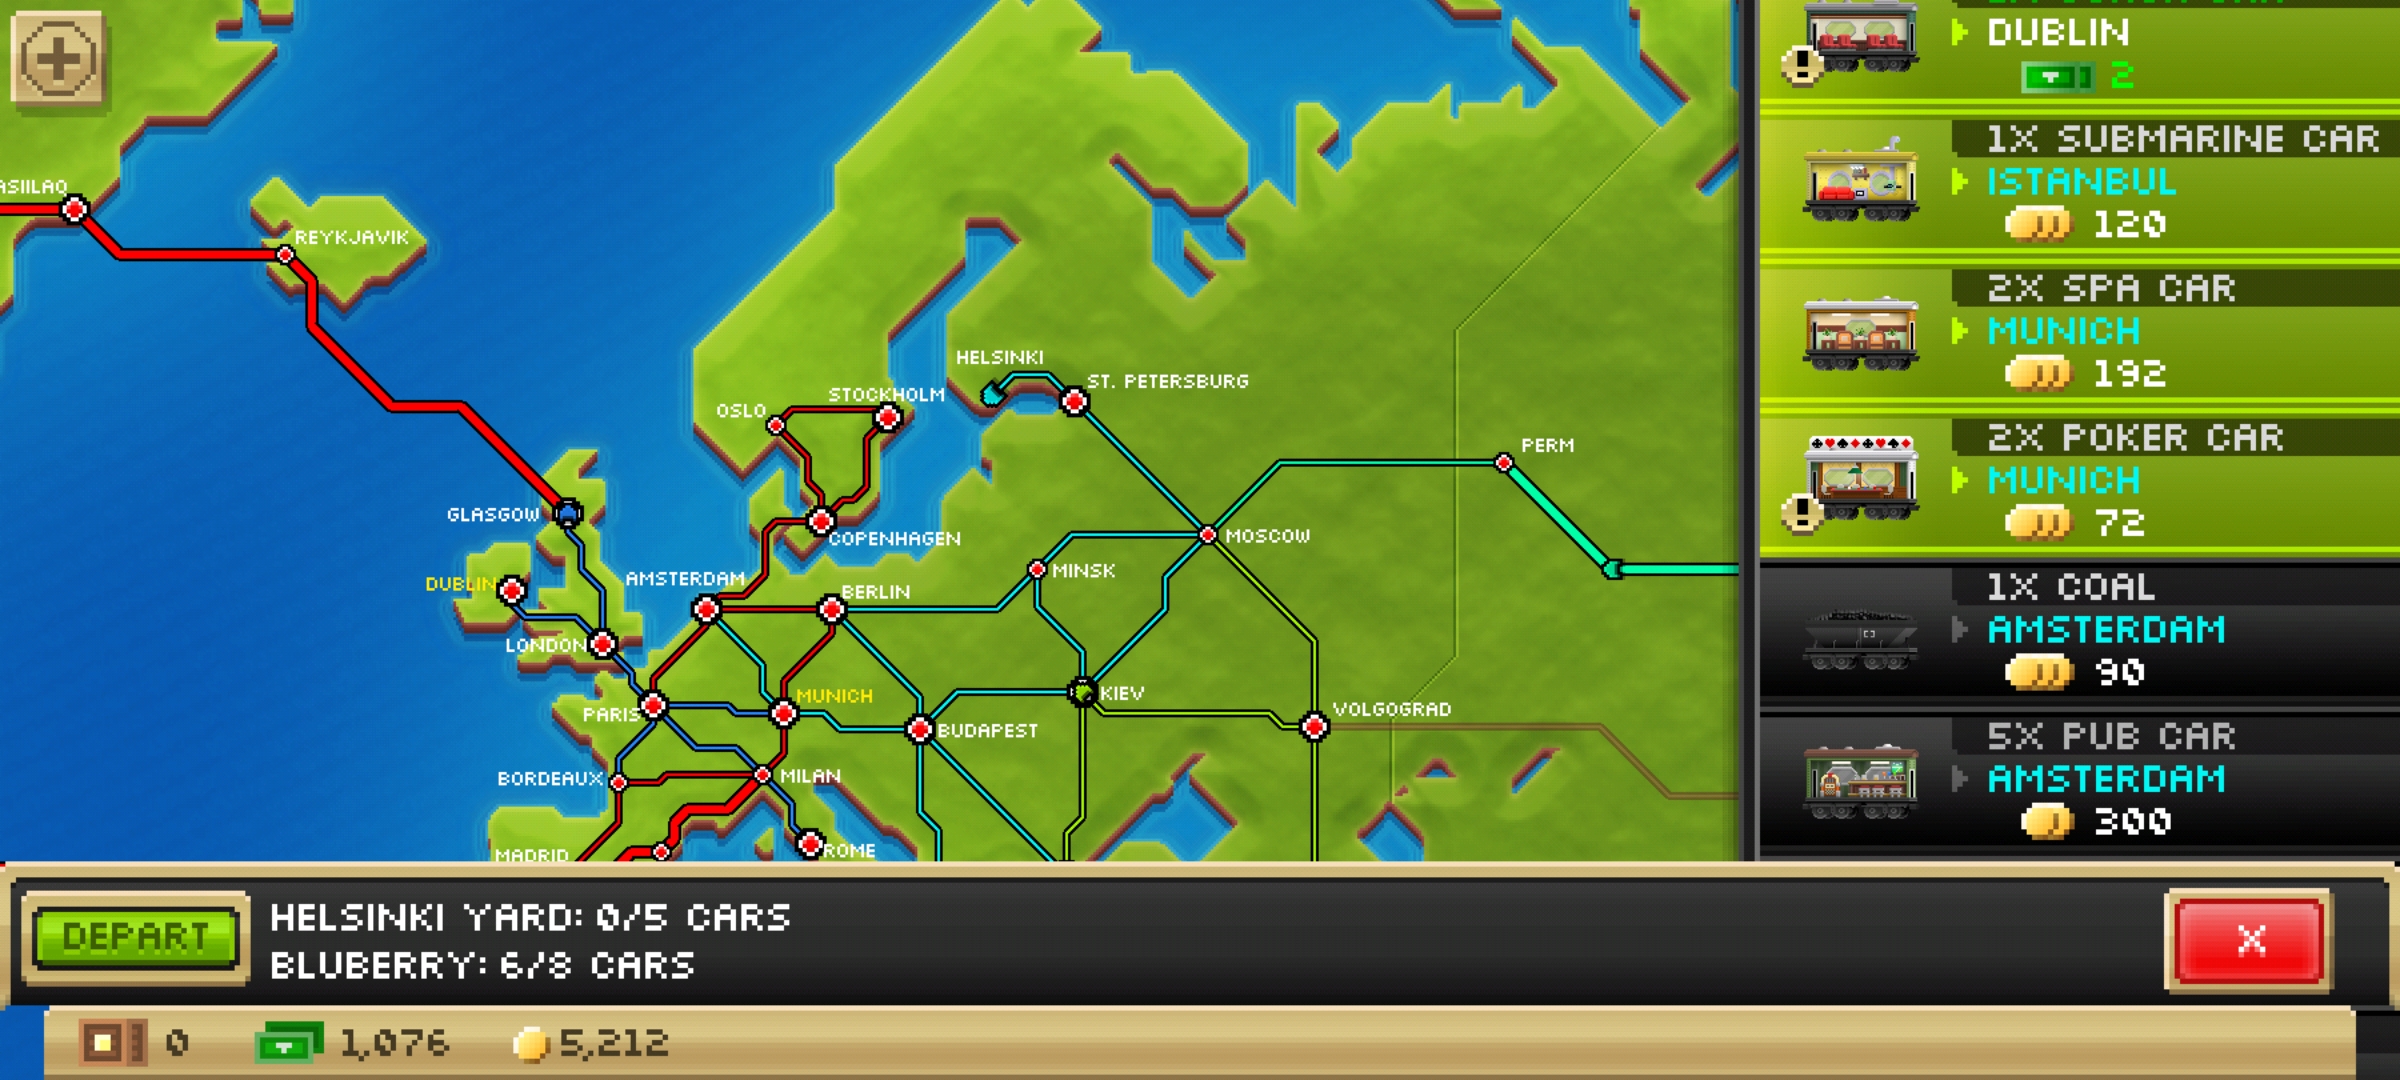 DUBLIN
2
1X SUBMARINE CAR
ISTANBUL
120
2X SPA CAR
MUNICH
192
2X POKER CAR
MUNICH
72
1X COAL
AMSTERDAM
90
5X PUB CAR
AMSTERDAM
300
ASIILAQ
REYKJAVIK
HELSINKI
ST. PETERSBURG
STOCKHOLM
OSLO
PERM
GLASGOW
COPENHAGEN
MOSCOW
MINSK
AMSTERDAM
DUBLIN
BERLIN
LONDON
MUNICH
KIEV
PARIS
BUDAPEST
VOLGOGRAD
BORDEAUX
MILAN
MADRID
ROME
DEPART
HELSINKI YARD: 0/5 CARS
BLUBERRY: 6/8 CARS
X
0
1,076
5,212